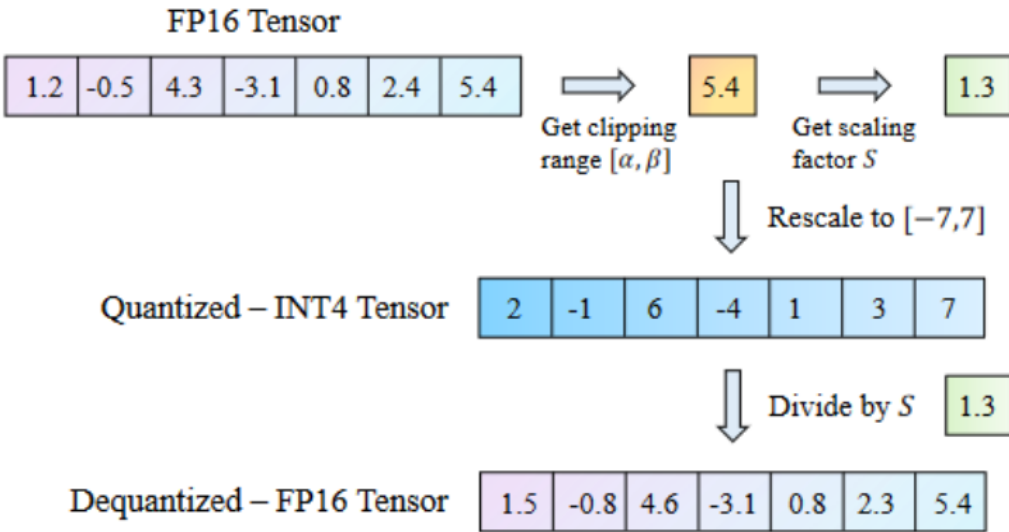 FP16 Tensor
1.2 -0.5 4.3 -3.1 0.8 2.4 5.4
5.4
1.3
Get clipping
range [α, β]
Get scaling
factor S
Rescale to [−7,7]
Quantized – INT4 Tensor
2 -1 6 -4 1 3 7
Divide by S
1.3
Dequantized – FP16 Tensor
1.5 -0.8 4.6 -3.1 0.8 2.3 5.4